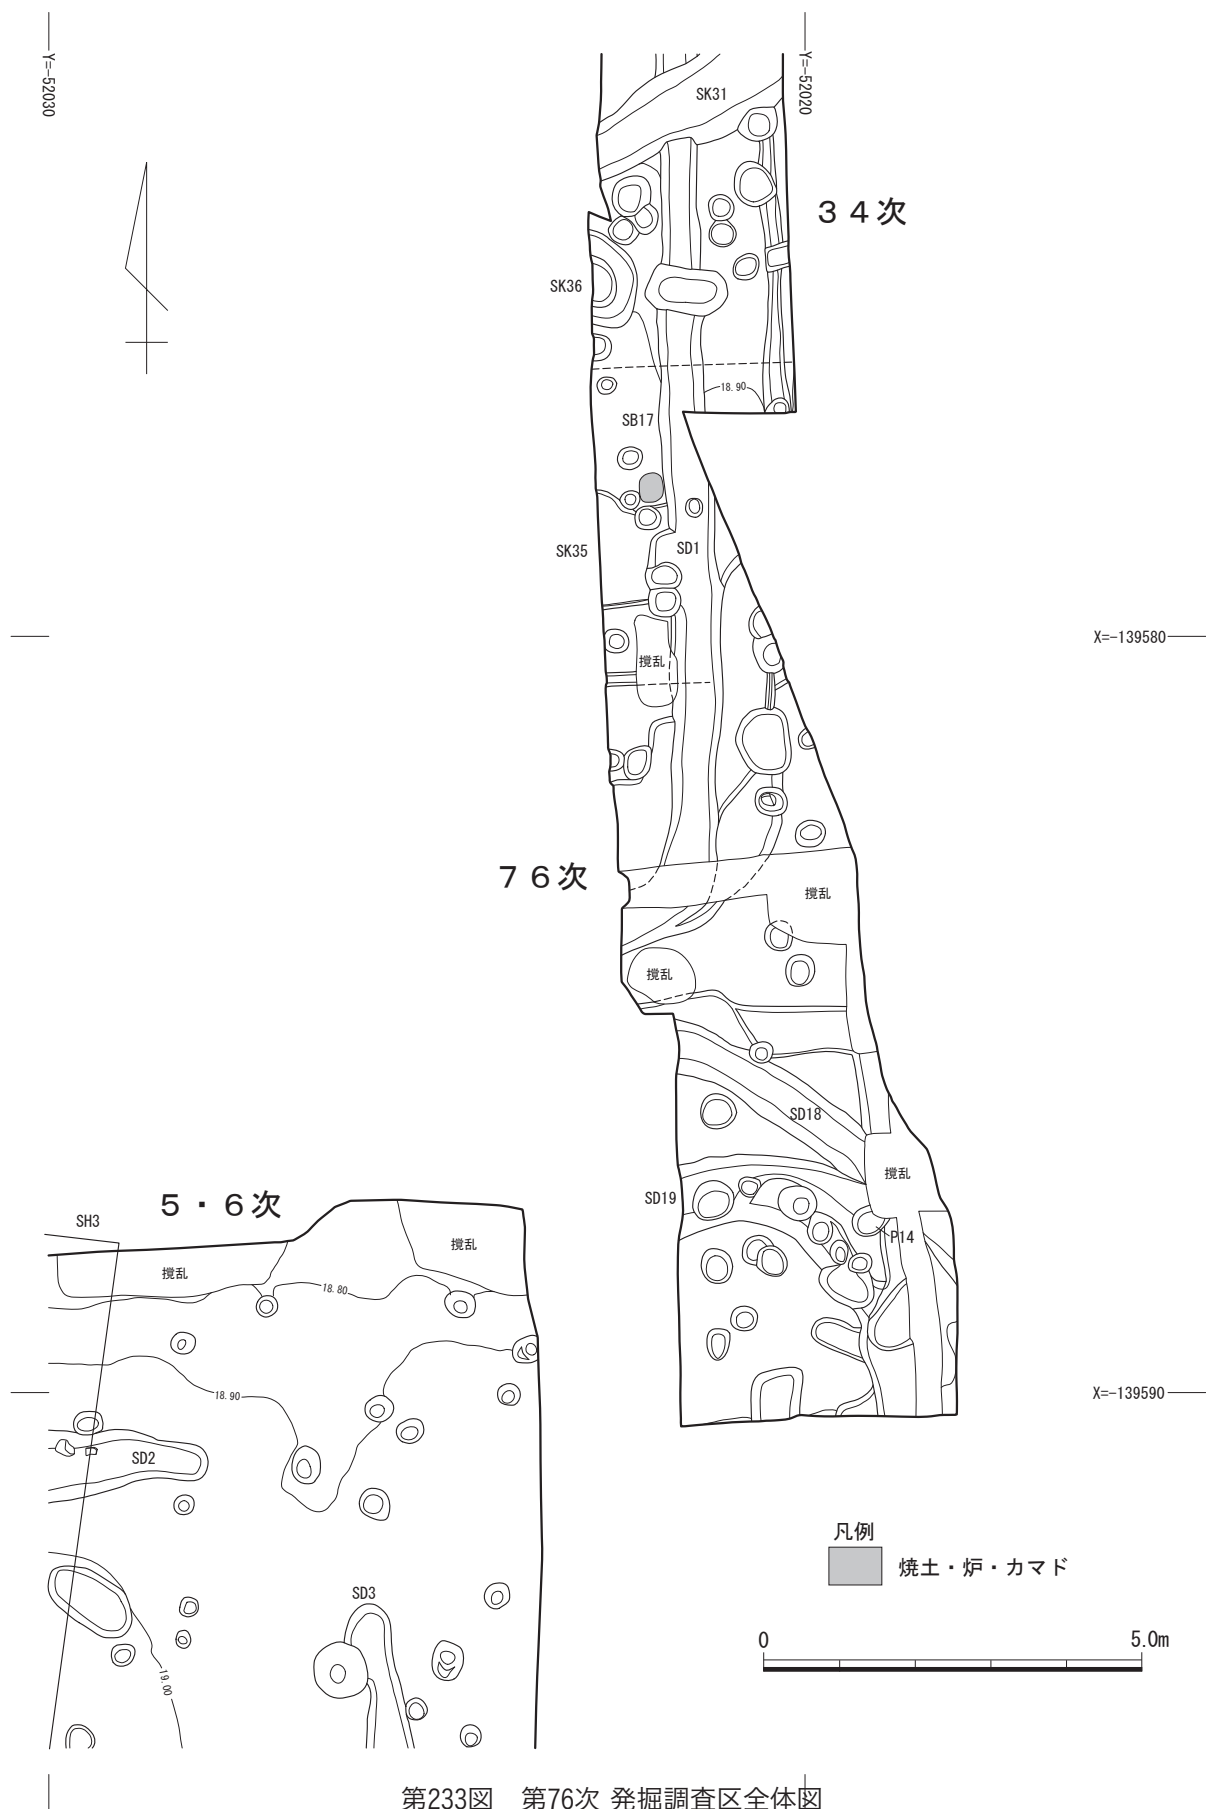 Y=-52030
Y=-52020
SK31
34次
SK36
18.90
SB17
SK35
SD1
X=-139580
撹乱
76次
撹乱
撹乱
SD18
撹乱
SD19
P14
5・6次
SH3
撹乱
撹乱
18.80
18.90
X=-139590
SD2
凡例
焼土・炉・カマド
SD3
0 5.0m
19.00
第233図 第76次 発掘調査区全体図